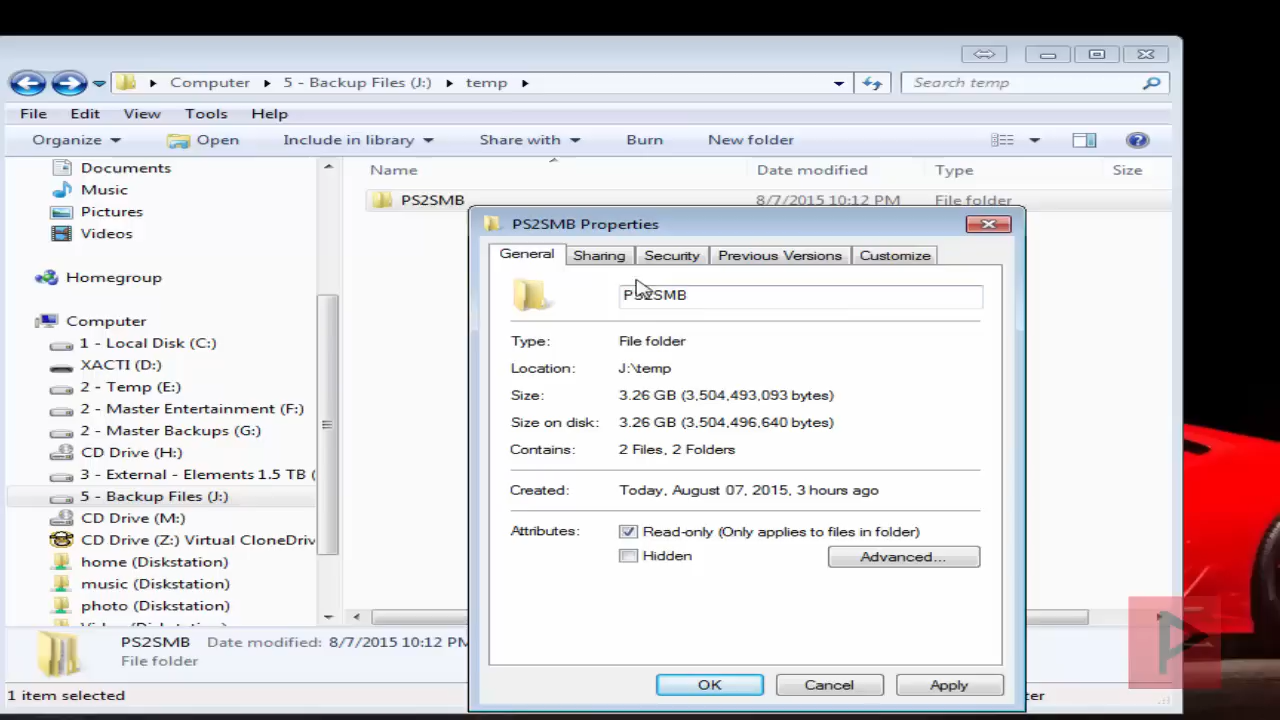 Computer 5 - Backup Files (J:) temp Search temp
File Edit View Tools Help
Organize Open Include in library Share with Burn New folder
Documents
Music
Pictures
Videos
Homegroup
Computer
1 - Local Disk (C:)
XACTI (D:)
2 - Temp (E:)
2 - Master Entertainment (F:)
2 - Master Backups (G:)
CD Drive (H:)
3 - External - Elements 1.5 TB (
5 - Backup Files (J:)
CD Drive (M:)
CD Drive (Z:) Virtual CloneDriv
home (Diskstation)
music (Diskstation)
photo (Diskstation)
Name Date modified Type Size
PS2SMB 8/7/2015 10:12 PM File folder
PS2SMB Properties
General Sharing Security Previous Versions Customize
PS2SMB
Type: File folder
Location: J:\temp
Size: 3.26 GB (3,504,493,093 bytes)
Size on disk: 3.26 GB (3,504,496,640 bytes)
Contains: 2 Files, 2 Folders
Created: Today, August 07, 2015, 3 hours ago
Attributes: Read-only (Only applies to files in folder)
Hidden Advanced...
OK Cancel Apply
PS2SMB Date modified: 8/7/2015 10:12 PM
File folder
1 item selected